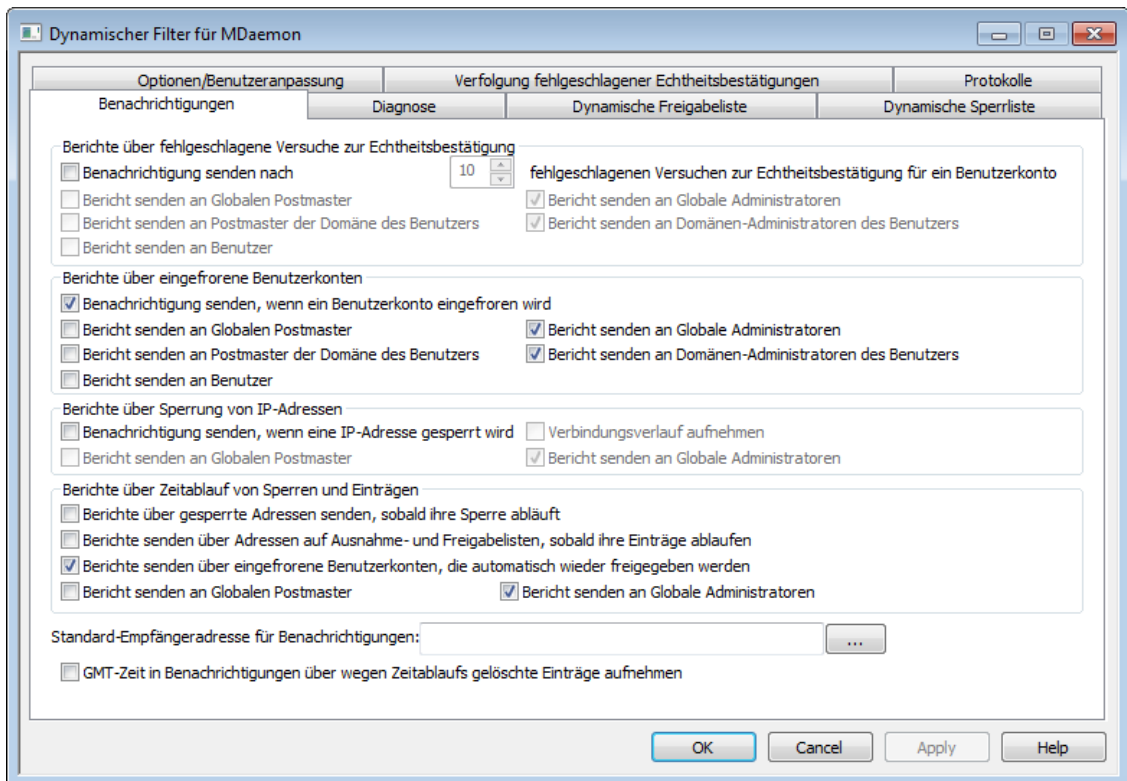 Dynamischer Filter für MDaemon
Optionen/Benutzeranpassung Verfolgung fehlgeschlagener Echtheitsbestätigungen Protokolle
Benachrichtigungen Diagnose Dynamische Freigabeliste Dynamische Sperrliste
Berichte über fehlgeschlagene Versuche zur Echtheitsbestätigung
Benachrichtigung senden nach 10 fehlgeschlagenen Versuchen zur Echtheitsbestätigung für ein Benutzerkonto
Bericht senden an Globalen Postmaster Bericht senden an Globale Administratoren
Bericht senden an Postmaster der Domäne des Benutzers Bericht senden an Domänen-Administratoren des Benutzers
Bericht senden an Benutzer
Berichte über eingefrorene Benutzerkonten
Benachrichtigung senden, wenn ein Benutzerkonto eingefroren wird
Bericht senden an Globalen Postmaster Bericht senden an Globale Administratoren
Bericht senden an Postmaster der Domäne des Benutzers Bericht senden an Domänen-Administratoren des Benutzers
Bericht senden an Benutzer
Berichte über Sperrung von IP-Adressen
Benachrichtigung senden, wenn eine IP-Adresse gesperrt wird Verbindungsverlauf aufnehmen
Bericht senden an Globalen Postmaster Bericht senden an Globale Administratoren
Berichte über Zeitablauf von Sperren und Einträgen
Berichte über gesperrte Adressen senden, sobald ihre Sperre abläuft
Berichte senden über Adressen auf Ausnahme- und Freigabelisten, sobald ihre Einträge ablaufen
Berichte senden über eingefrorene Benutzerkonten, die automatisch wieder freigegeben werden
Bericht senden an Globalen Postmaster Bericht senden an Globale Administratoren
Standard-Empfängeradresse für Benachrichtigungen: ...
GMT-Zeit in Benachrichtigungen über wegen Zeitablaufs gelöschte Einträge aufnehmen
OK Cancel Apply Help